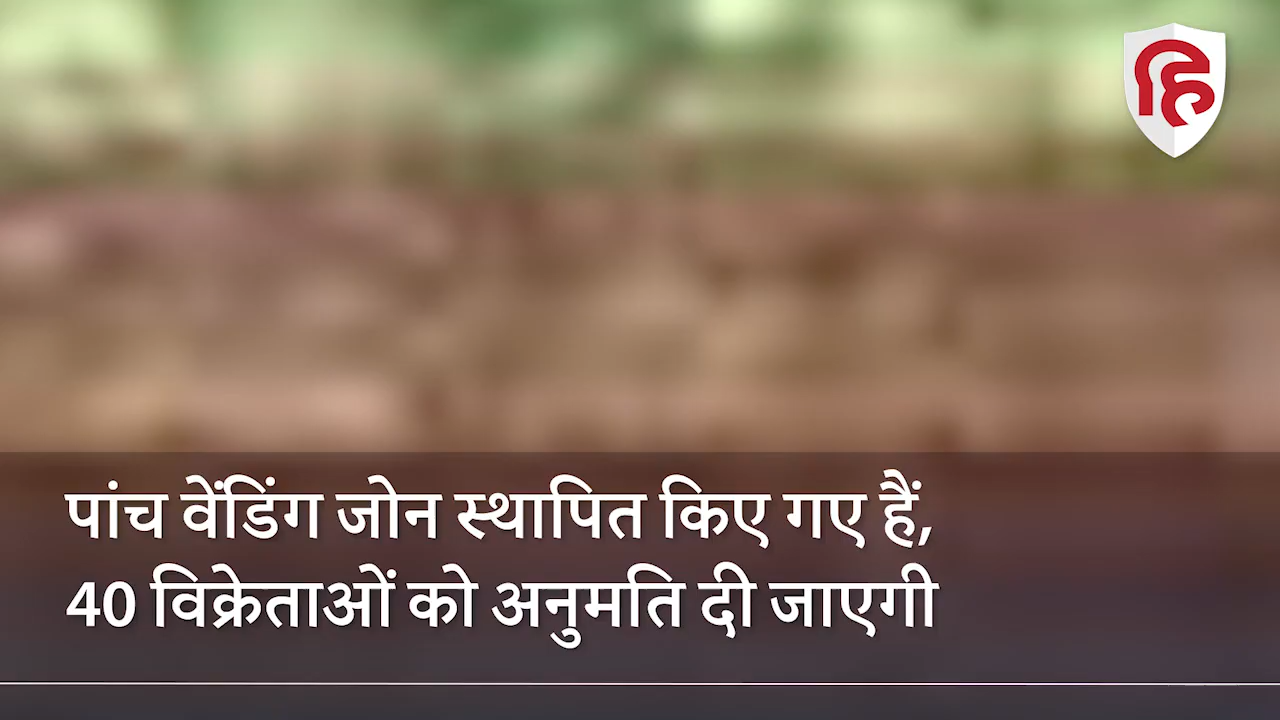 हि
पांच वेंडिंग जोन स्थापित किए गए हैं,
40 विक्रेताओं को अनुमति दी जाएगी